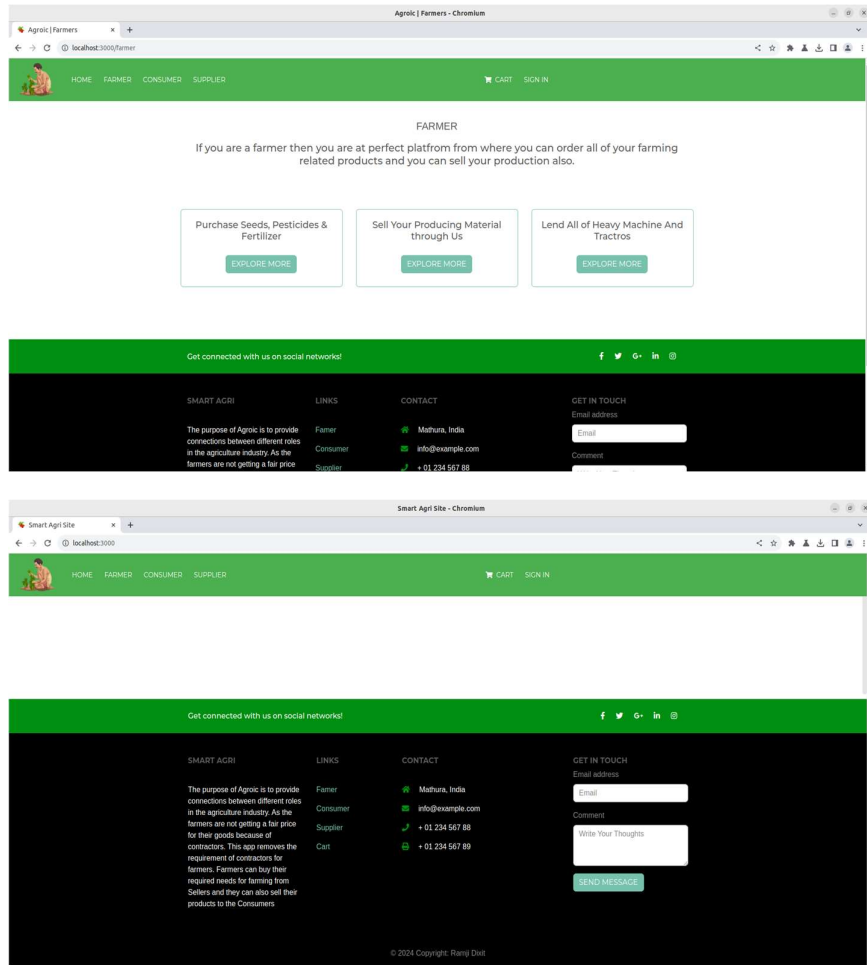 Agroic | Farmers - Chromium
Agroic | Farmers
localhost:3000/farmer
HOME FARMER CONSUMER SUPPLIER CART SIGN IN
FARMER
If you are a farmer then you are at perfect platfrom from where you can order all of your farming
related products and you can sell your production also.
Purchase Seeds, Pesticides &
Fertilizer
EXPLORE MORE
Sell Your Producing Material
through Us
EXPLORE MORE
Lend All of Heavy Machine And
Tractros
EXPLORE MORE
Get connected with us on social networks!
SMART AGRI
The purpose of Agroic is to provide
connections between different roles
in the agriculture industry. As the
farmers are not getting a fair price
LINKS
Famer
Consumer
Supplier
CONTACT
Mathura, India
info@example.com
+ 01 234 567 88
GET IN TOUCH
Email address
Email
Comment
Smart Agri Site - Chromium
Smart Agri Site
localhost:3000
HOME FARMER CONSUMER SUPPLIER CART SIGN IN
Get connected with us on social networks!
SMART AGRI
The purpose of Agroic is to provide
connections between different roles
in the agriculture industry. As the
farmers are not getting a fair price
for their goods because of
contractors. This app removes the
requirement of contractors for
farmers. Farmers can buy their
required needs for farming from
Sellers and they can also sell their
products to the Consumers
LINKS
Famer
Consumer
Supplier
Cart
CONTACT
Mathura, India
info@example.com
+ 01 234 567 88
+ 01 234 567 89
GET IN TOUCH
Email address
Email
Comment
Write Your Thoughts
SEND MESSAGE
© 2024 Copyright: Ramji Dixit